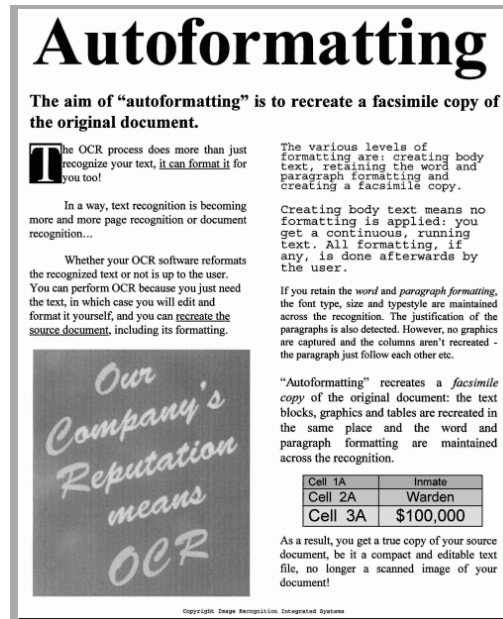 Autoformatting
The aim of “autoformatting” is to recreate a facsimile copy of
the original document.
The OCR process does more than just
recognize your text, it can format it for
you too!
In a way, text recognition is becoming
more and more page recognition or document
recognition...
Whether your OCR software reformats
the recognized text or not is up to the user.
You can perform OCR because you just need
the text, in which case you will edit and
format it yourself, and you can recreate the
source document, including its formatting.
Our
Company's
Reputation
means
OCR
The various levels of
formatting are: creating body
text, retaining the word and
paragraph formatting and
creating a facsimile copy.
Creating body text means no
formatting is applied: you
get a continuous, running
text. All formatting, if
any, is done afterwards by
the user.
If you retain the word and paragraph formatting,
the font type, size and typestyle are maintained
across the recognition. The justification of the
paragraphs is also detected. However, no graphics
are captured and the columns aren't recreated -
the paragraph just follow each other etc.
“Autoformatting” recreates a facsimile
copy of the original document: the text
blocks, graphics and tables are recreated in
the same place and the word and
paragraph formatting are maintained
across the recognition.
Cell 1A Inmate
Cell 2A Warden
Cell 3A $100,000
As a result, you get a true copy of your source
document, be it a compact and editable text
file, no longer a scanned image of your
document!
Copyright Image Recognition Integrated Systems